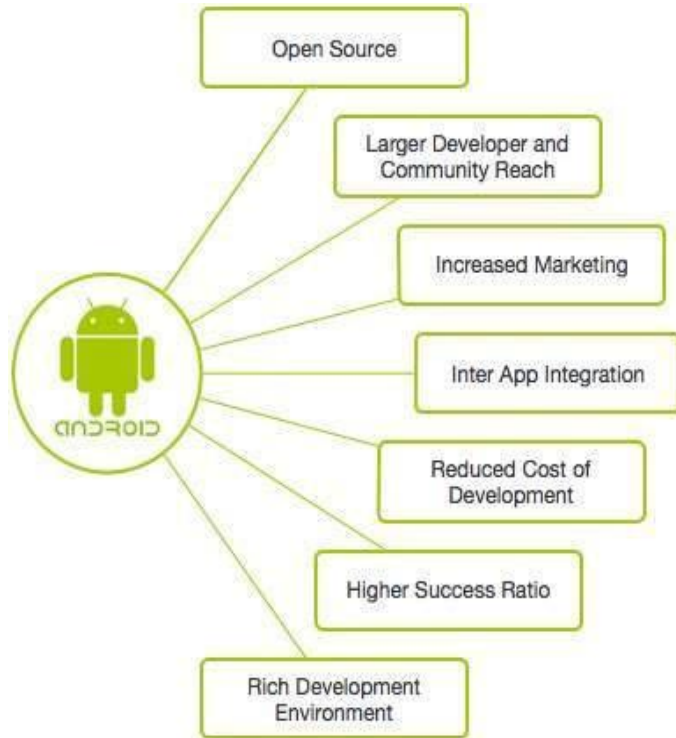 Open Source
Larger Developer and
Community Reach
Increased Marketing
Inter App Integration
ANDROID
Reduced Cost of
Development
Higher Success Ratio
Rich Development
Environment